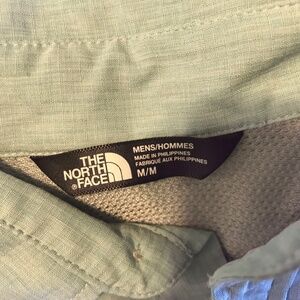 THE
NORTH
FACE
MENS/HOMMES
MADE IN PHILIPPINES
FABRIQUÉ AUX PHILIPPINES
M/M